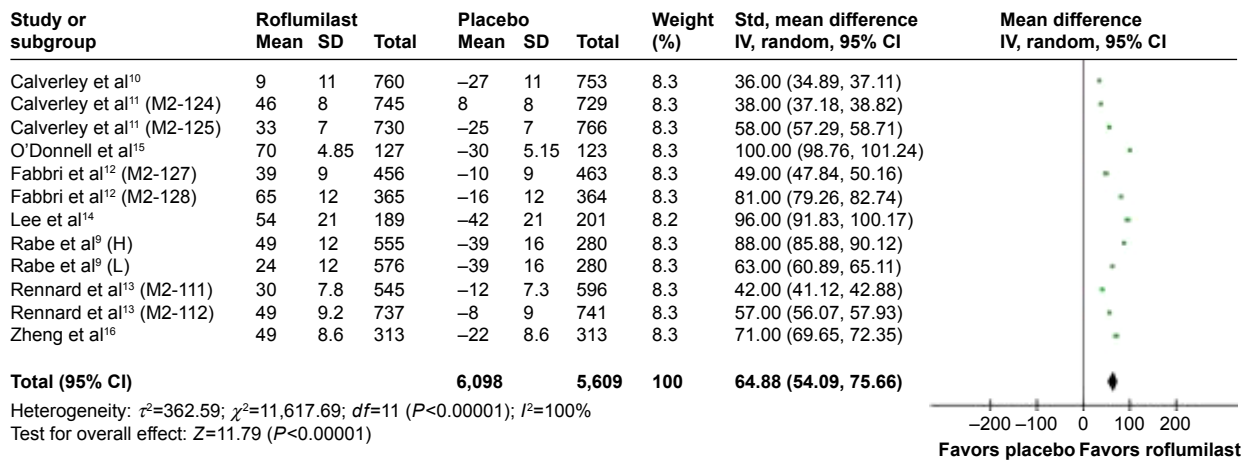 Study or subgroup Roflumilast Placebo Weight (%) Std, mean difference IV, random, 95% CI Mean difference IV, random, 95% CI
Mean SD Total Mean SD Total
Calverley et al¹⁰ 9 11 760 –27 11 753 8.3 36.00 (34.89, 37.11)
Calverley et al¹¹ (M2-124) 46 8 745 8 8 729 8.3 38.00 (37.18, 38.82)
Calverley et al¹¹ (M2-125) 33 7 730 –25 7 766 8.3 58.00 (57.29, 58.71)
O’Donnell et al¹⁵ 70 4.85 127 –30 5.15 123 8.3 100.00 (98.76, 101.24)
Fabbri et al¹² (M2-127) 39 9 456 –10 9 463 8.3 49.00 (47.84, 50.16)
Fabbri et al¹² (M2-128) 65 12 365 –16 12 364 8.3 81.00 (79.26, 82.74)
Lee et al¹⁴ 54 21 189 –42 21 201 8.2 96.00 (91.83, 100.17)
Rabe et al⁹ (H) 49 12 555 –39 16 280 8.3 88.00 (85.88, 90.12)
Rabe et al⁹ (L) 24 12 576 –39 16 280 8.3 63.00 (60.89, 65.11)
Rennard et al¹³ (M2-111) 30 7.8 545 –12 7.3 596 8.3 42.00 (41.12, 42.88)
Rennard et al¹³ (M2-112) 49 9.2 737 –8 9 741 8.3 57.00 (56.07, 57.93)
Zheng et al¹⁶ 49 8.6 313 –22 8.6 313 8.3 71.00 (69.65, 72.35)
Total (95% CI) 6,098 5,609 100 64.88 (54.09, 75.66)
Heterogeneity: τ²=362.59; χ²=11,617.69; df=11 (P<0.00001); I²=100%
Test for overall effect: Z=11.79 (P<0.00001)
–200 –100 0 100 200
Favors placebo Favors roflumilast